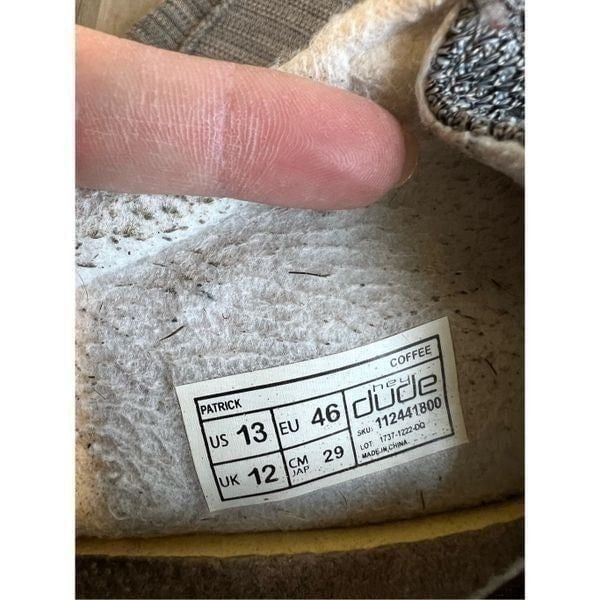 PATRICK COFFEE
US 13 EU 46 hey dude
SKU: 112441800
UK 12 CM JAP 29 LOT 1737-1222-DQ
MADE IN CHINA